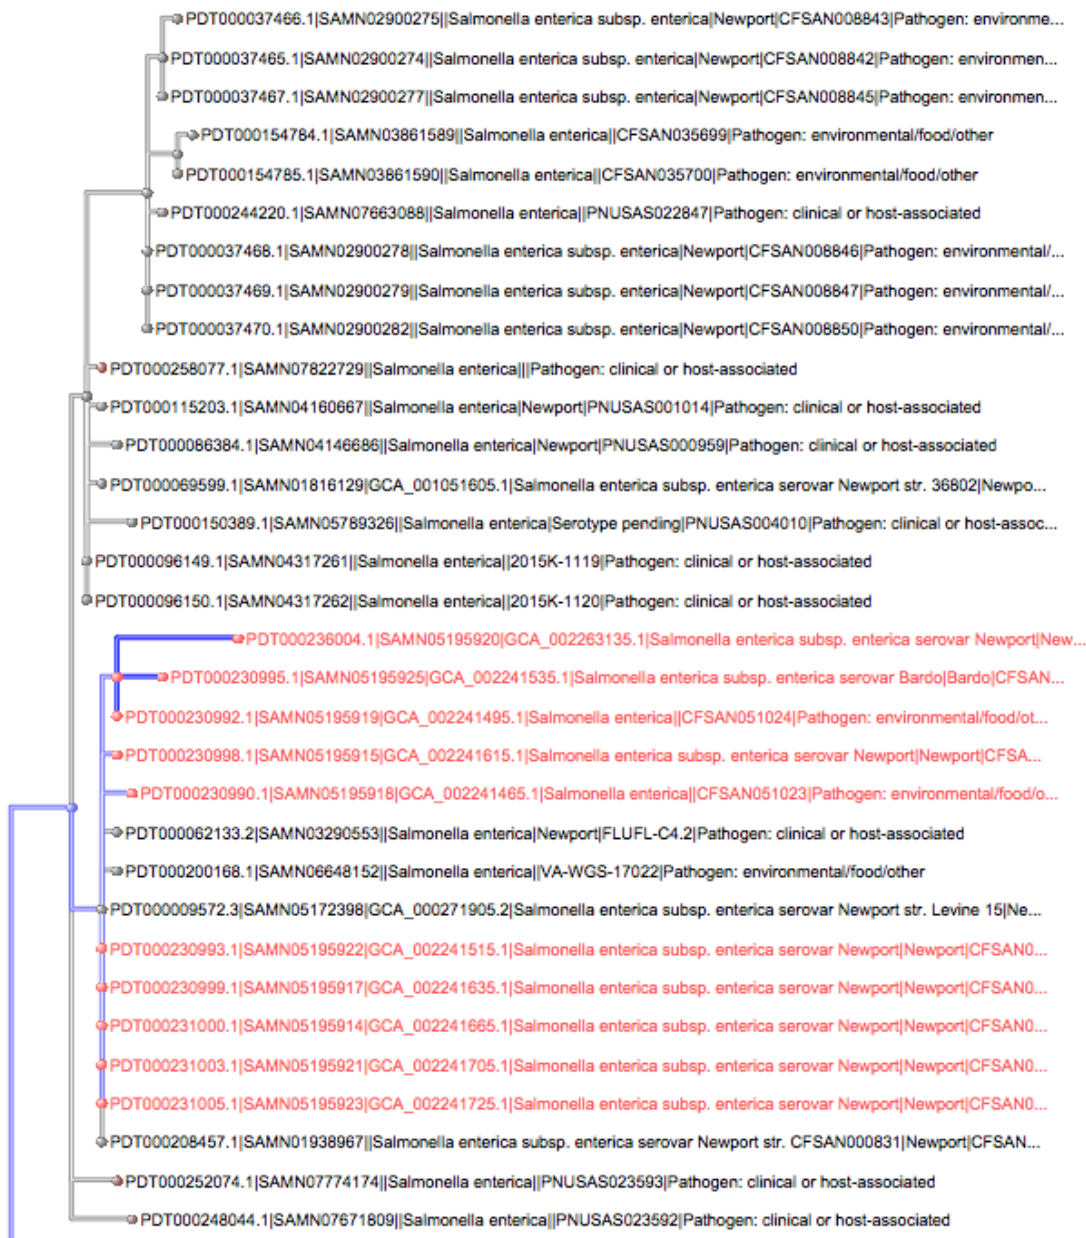 PDT000037466.1|SAMN02900275||Salmonella enterica subsp. enterica|Newport|CFSAN008843|Pathogen: environme...
PDT000037465.1|SAMN02900274||Salmonella enterica subsp. enterica|Newport|CFSAN008842|Pathogen: environmen...
PDT000037467.1|SAMN02900277||Salmonella enterica subsp. enterica|Newport|CFSAN008845|Pathogen: environmen...
PDT000154784.1|SAMN03861589||Salmonella enterica||CFSAN035699|Pathogen: environmental/food/other
PDT000154785.1|SAMN03861590||Salmonella enterica||CFSAN035700|Pathogen: environmental/food/other
PDT000244220.1|SAMN07663088||Salmonella enterica||PNUSAS022847|Pathogen: clinical or host-associated
PDT000037468.1|SAMN02900278||Salmonella enterica subsp. enterica|Newport|CFSAN008846|Pathogen: environmental/...
PDT000037469.1|SAMN02900279||Salmonella enterica subsp. enterica|Newport|CFSAN008847|Pathogen: environmental/...
PDT000037470.1|SAMN02900282||Salmonella enterica subsp. enterica|Newport|CFSAN008850|Pathogen: environmental/...
PDT000258077.1|SAMN07822729||Salmonella enterica|||Pathogen: clinical or host-associated
PDT000115203.1|SAMN04160667||Salmonella enterica|Newport|PNUSAS001014|Pathogen: clinical or host-associated
PDT000086384.1|SAMN04146686||Salmonella enterica|Newport|PNUSAS000959|Pathogen: clinical or host-associated
PDT000069599.1|SAMN01816129|GCA_001051605.1|Salmonella enterica subsp. enterica serovar Newport str. 36802|Newpo...
PDT000150389.1|SAMN05789326||Salmonella enterica|Serotype pending|PNUSAS004010|Pathogen: clinical or host-assoc...
PDT000096149.1|SAMN04317261||Salmonella enterica||2015K-1119|Pathogen: clinical or host-associated
PDT000096150.1|SAMN04317262||Salmonella enterica||2015K-1120|Pathogen: clinical or host-associated
PDT000236004.1|SAMN05195920|GCA_002263135.1|Salmonella enterica subsp. enterica serovar Newport|New...
PDT000230995.1|SAMN05195925|GCA_002241535.1|Salmonella enterica subsp. enterica serovar Bardo|Bardo|CFSAN...
PDT000230992.1|SAMN05195919|GCA_002241495.1|Salmonella enterica||CFSAN051024|Pathogen: environmental/food/ot...
PDT000230998.1|SAMN05195915|GCA_002241615.1|Salmonella enterica subsp. enterica serovar Newport|Newport|CFSA...
PDT000230990.1|SAMN05195918|GCA_002241465.1|Salmonella enterica||CFSAN051023|Pathogen: environmental/food/o...
PDT000062133.2|SAMN03290553||Salmonella enterica|Newport|FLUFL-C4.2|Pathogen: clinical or host-associated
PDT000200168.1|SAMN06648152||Salmonella enterica||VA-WGS-17022|Pathogen: environmental/food/other
PDT000009572.3|SAMN05172398|GCA_000271905.2|Salmonella enterica subsp. enterica serovar Newport str. Levine 15|Ne...
PDT000230993.1|SAMN05195922|GCA_002241515.1|Salmonella enterica subsp. enterica serovar Newport|Newport|CFSAN0...
PDT000230999.1|SAMN05195917|GCA_002241635.1|Salmonella enterica subsp. enterica serovar Newport|Newport|CFSAN0...
PDT000231000.1|SAMN05195914|GCA_002241665.1|Salmonella enterica subsp. enterica serovar Newport|Newport|CFSAN0...
PDT000231003.1|SAMN05195921|GCA_002241705.1|Salmonella enterica subsp. enterica serovar Newport|Newport|CFSAN0...
PDT000231005.1|SAMN05195923|GCA_002241725.1|Salmonella enterica subsp. enterica serovar Newport|Newport|CFSAN0...
PDT000208457.1|SAMN01938967||Salmonella enterica subsp. enterica serovar Newport str. CFSAN000831|Newport|CFSAN...
PDT000252074.1|SAMN07774174||Salmonella enterica||PNUSAS023593|Pathogen: clinical or host-associated
PDT000248044.1|SAMN07671809||Salmonella enterica||PNUSAS023592|Pathogen: clinical or host-associated